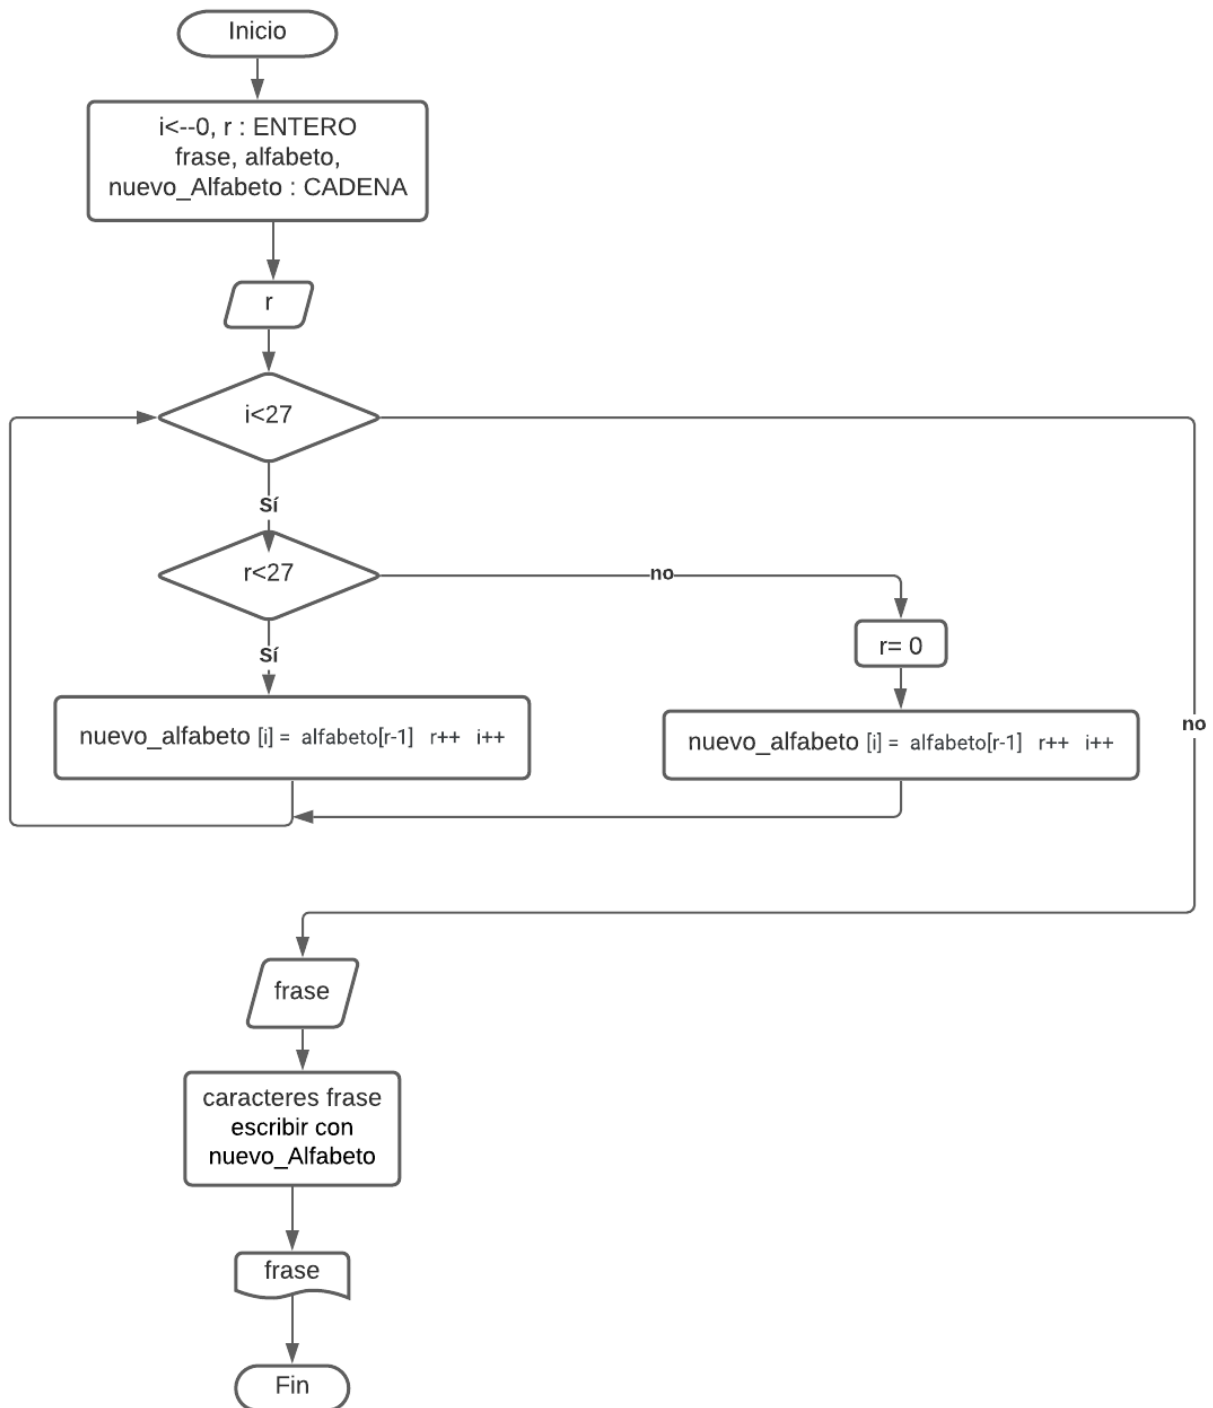 Inicio
i<--0, r : ENTERO
frase, alfabeto,
nuevo_Alfabeto : CADENA
r
i<27
Sí
r<27
no
Sí
r= 0
nuevo_alfabeto [i] = alfabeto[r-1] r++ i++
nuevo_alfabeto [i] = alfabeto[r-1] r++ i++
no
frase
caracteres frase
escribir con
nuevo_Alfabeto
frase
Fin